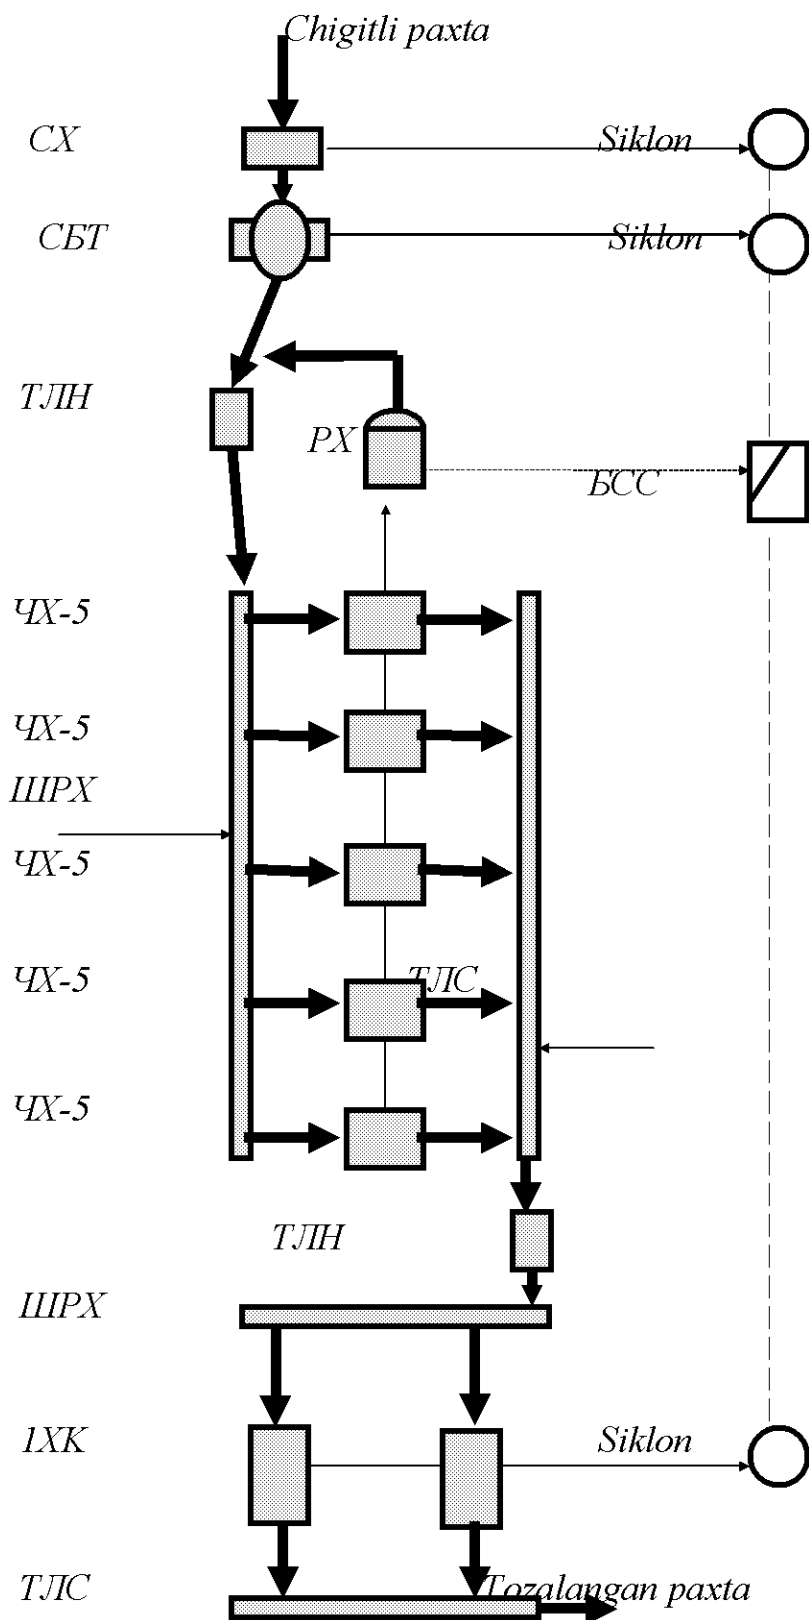 Chigitli paxta
СХ
Siklon
СБТ
Siklon
ТЛН
РХ
БСС
ЧХ-5
ЧХ-5
ШРХ
ЧХ-5
ЧХ-5
ТЛС
ЧХ-5
ТЛН
ШРХ
1ХК
Siklon
ТЛС
Tozalangan paxta